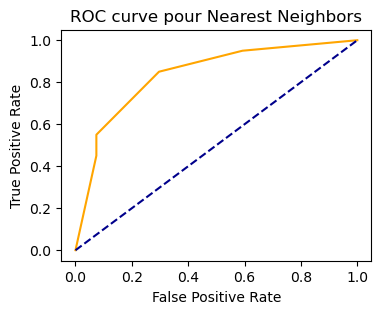 ROC curve pour Nearest Neighbors
True Positive Rate
1.0
0.8
0.6
0.4
0.2
0.0
0.0 0.2 0.4 0.6 0.8 1.0
False Positive Rate